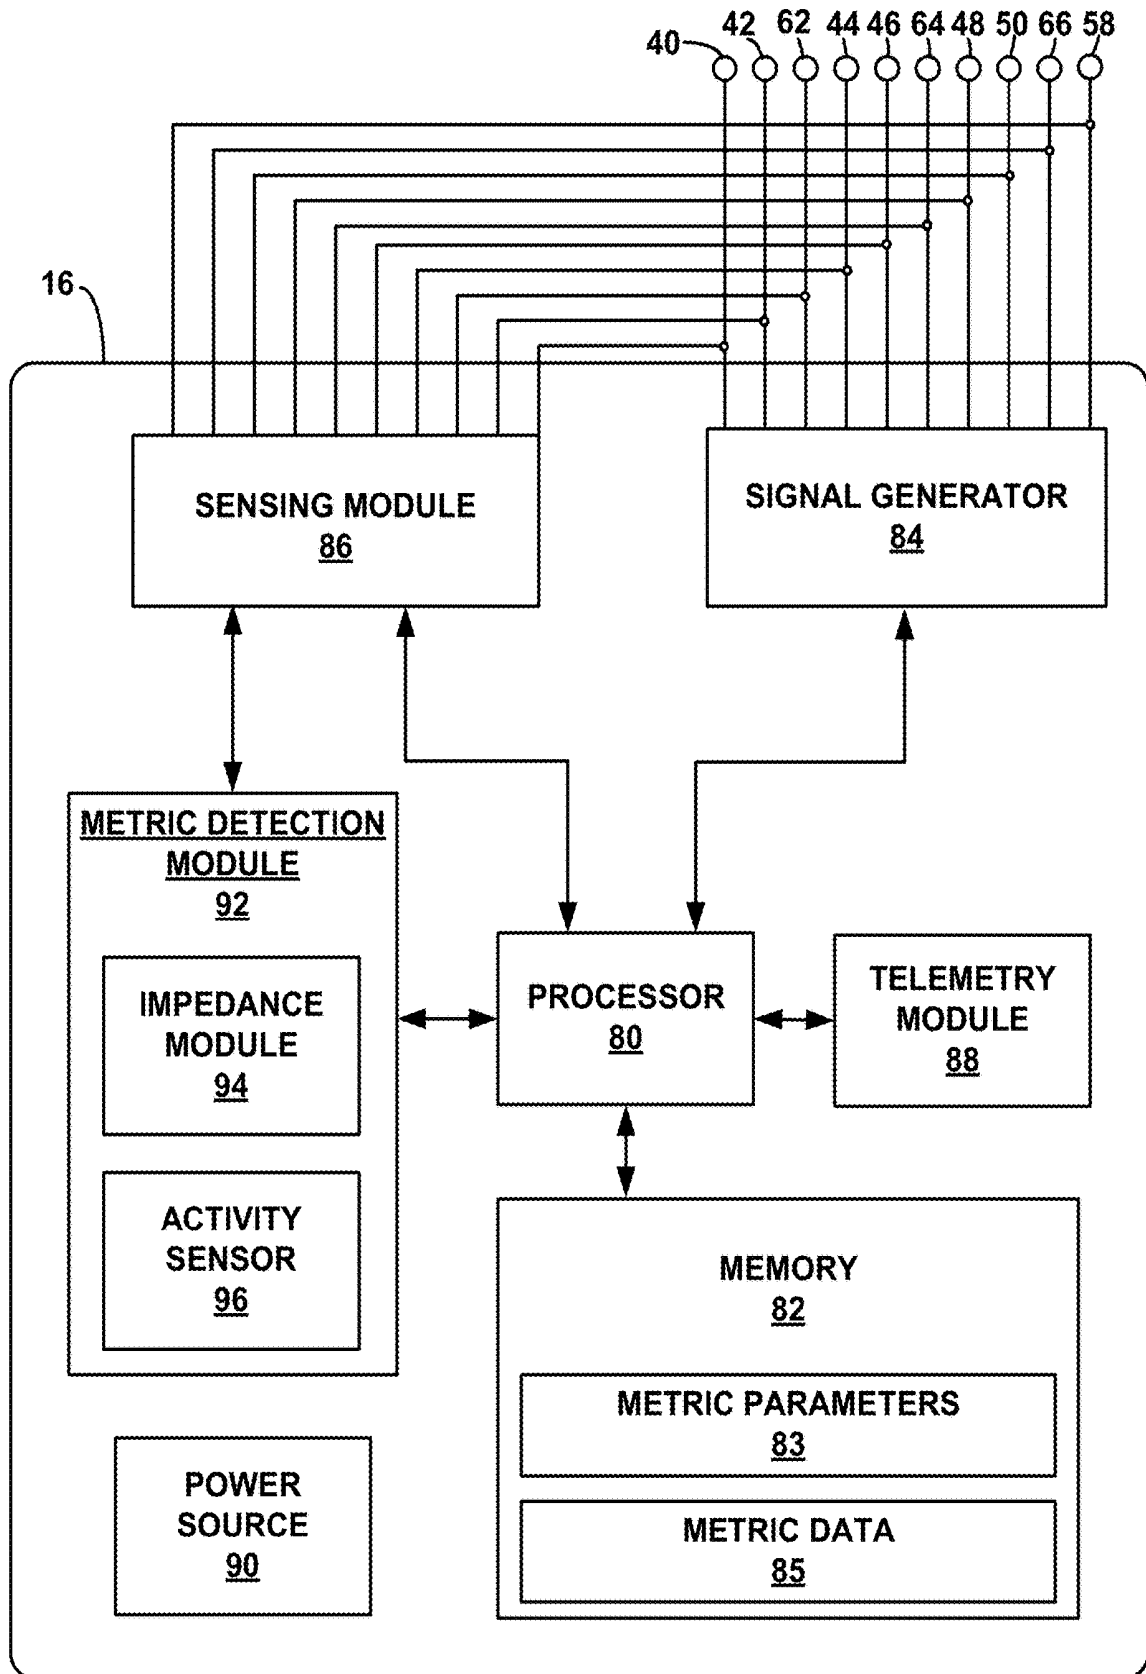 40 42 62 44 46 64 48 50 66 58
16
SENSING MODULE
86
SIGNAL GENERATOR
84
METRIC DETECTION
MODULE
92
IMPEDANCE
MODULE
94
ACTIVITY
SENSOR
96
PROCESSOR
80
TELEMETRY
MODULE
88
MEMORY
82
METRIC PARAMETERS
83
METRIC DATA
85
POWER
SOURCE
90